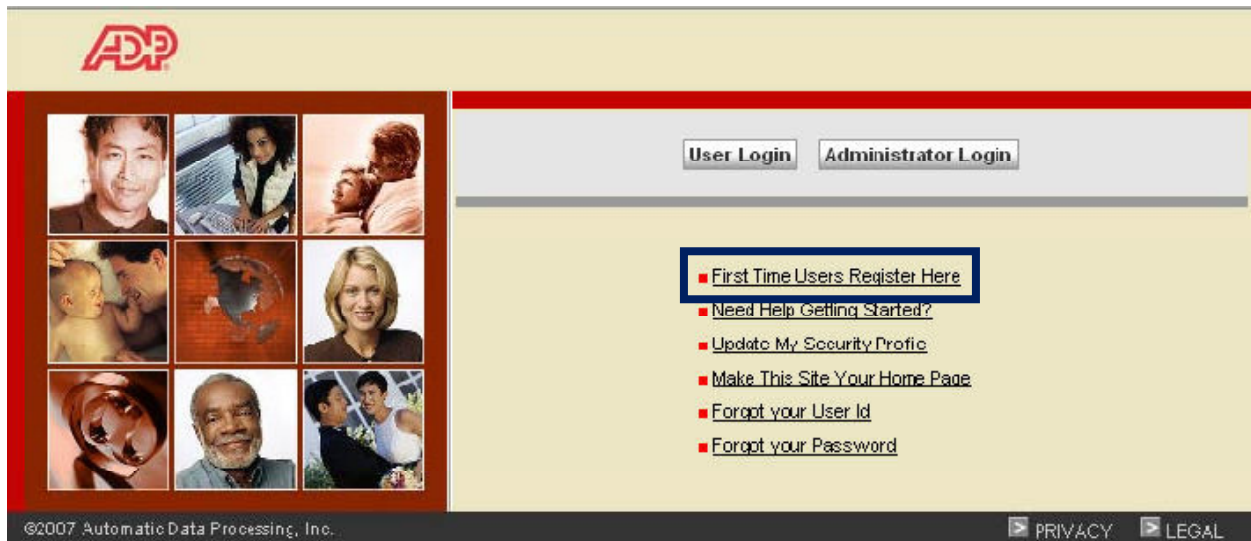 ADP
User Login Administrator Login
First Time Users Register Here
Need Help Getting Started?
Update My Security Profile
Make This Site Your Home Page
Forgot your User Id
Forgot your Password
©2007 Automatic Data Processing, Inc. PRIVACY LEGAL